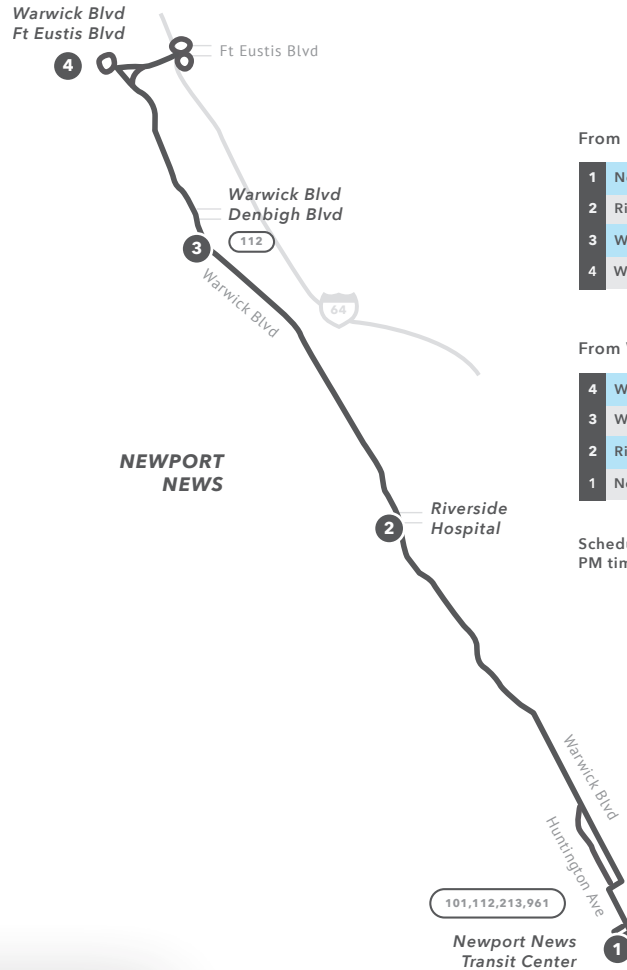 Warwick Blvd
Ft Eustis Blvd
4
Ft Eustis Blvd
Warwick Blvd
Denbigh Blvd
3
112
Warwick Blvd
64
NEWPORT
NEWS
2
Riverside
Hospital
Warwick Blvd
Huntington Ave
101,112,213,961
Newport News
Transit Center
1
From
1
2
3
4
From
4
3
2
1
PM